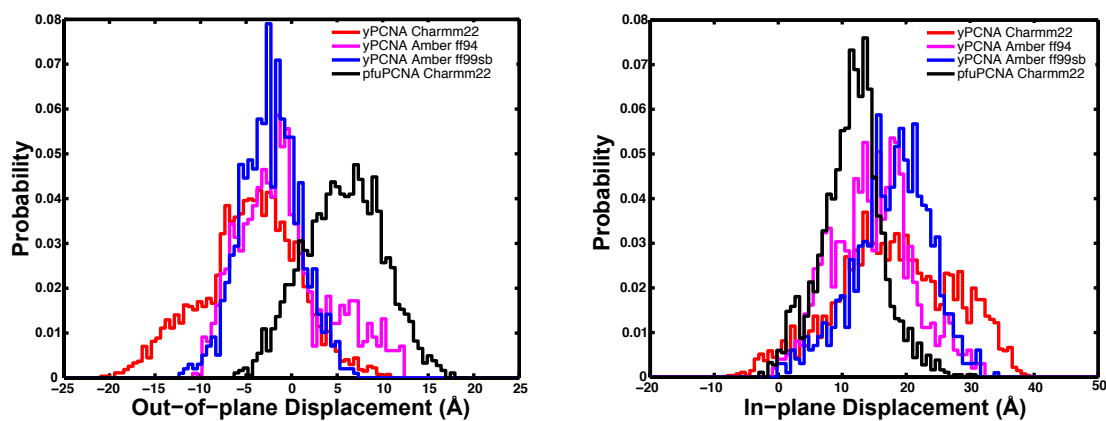 0.08
0.07
0.06
0.05
0.04
0.03
0.02
0.01
0
Probability
yPCNA Charmm22
yPCNA Amber ff94
yPCNA Amber ff99sb
pfuPCNA Charmm22
−25 −20 −15 −10 −5 0 5 10 15 20 25
Out−of−plane Displacement (Å)
0.08
0.07
0.06
0.05
0.04
0.03
0.02
0.01
0
Probability
yPCNA Charmm22
yPCNA Amber ff94
yPCNA Amber ff99sb
pfuPCNA Charmm22
−20 −10 0 10 20 30 40 50
In−plane Displacement (Å)